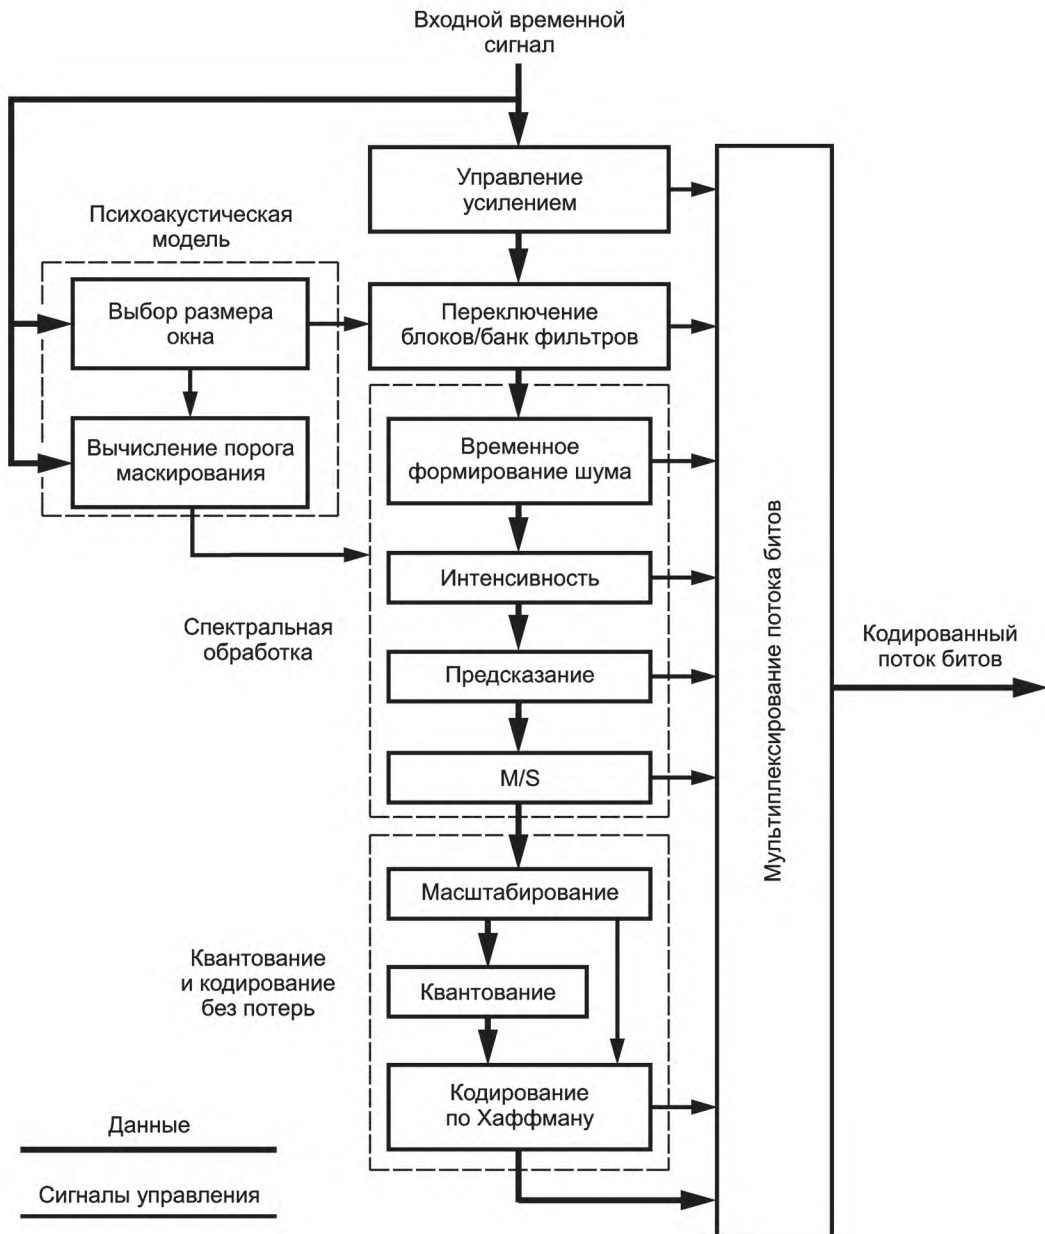 Входной временной
сигнал
Управление
усилением
Психоакустическая
модель
Выбор размера
окна
Переключение
блоков/банк фильтров
Вычисление порога
маскирования
Временное
формирование шума
Интенсивность
Спектральная
обработка
Предсказание
M/S
Мультиплексирование потока битов
Кодированный
поток битов
Масштабирование
Квантование
и кодирование
без потерь
Квантование
Кодирование
по Хаффману
Данные
Сигналы управления